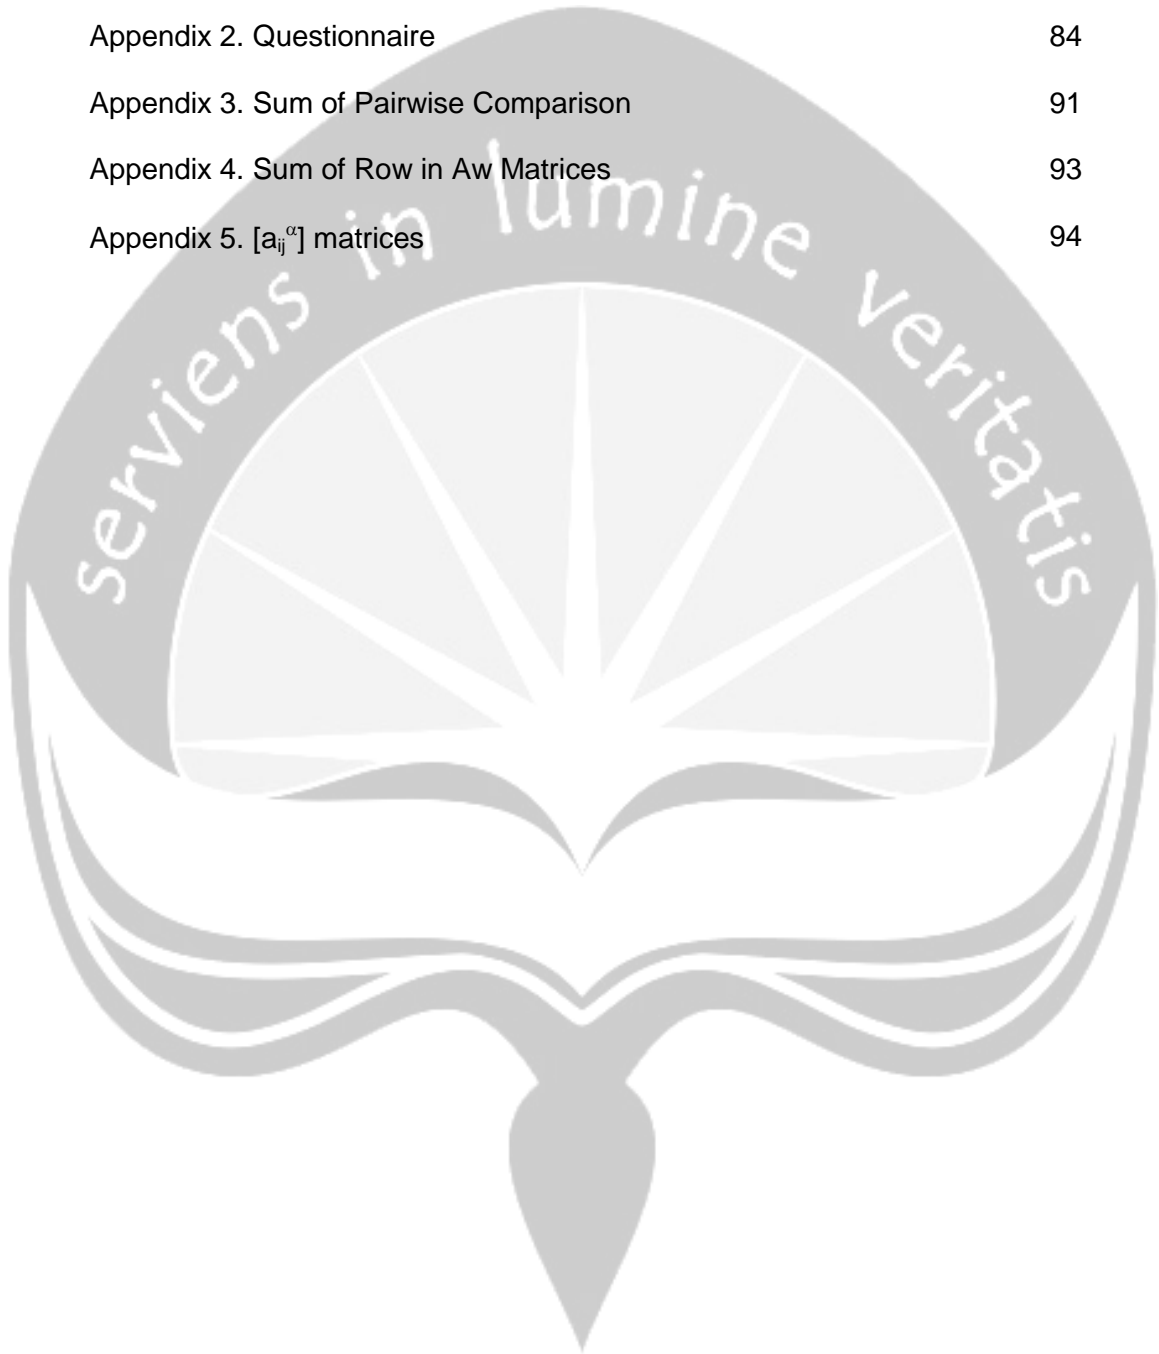 Appendix 2. Questionnaire 84
Appendix 3. Sum of Pairwise Comparison 91
Appendix 4. Sum of Row in Aw Matrices 93
Appendix 5. [aᵢⱼᵅ] matrices 94
serviens in lumine veritatis